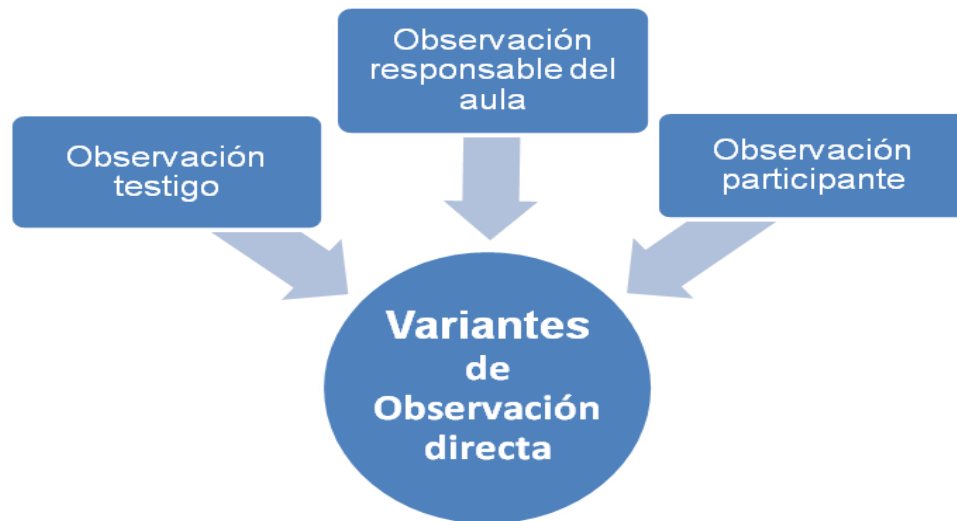 Observación
responsable del
aula
Observación
testigo
Observación
participante
Variantes
de
Observación
directa